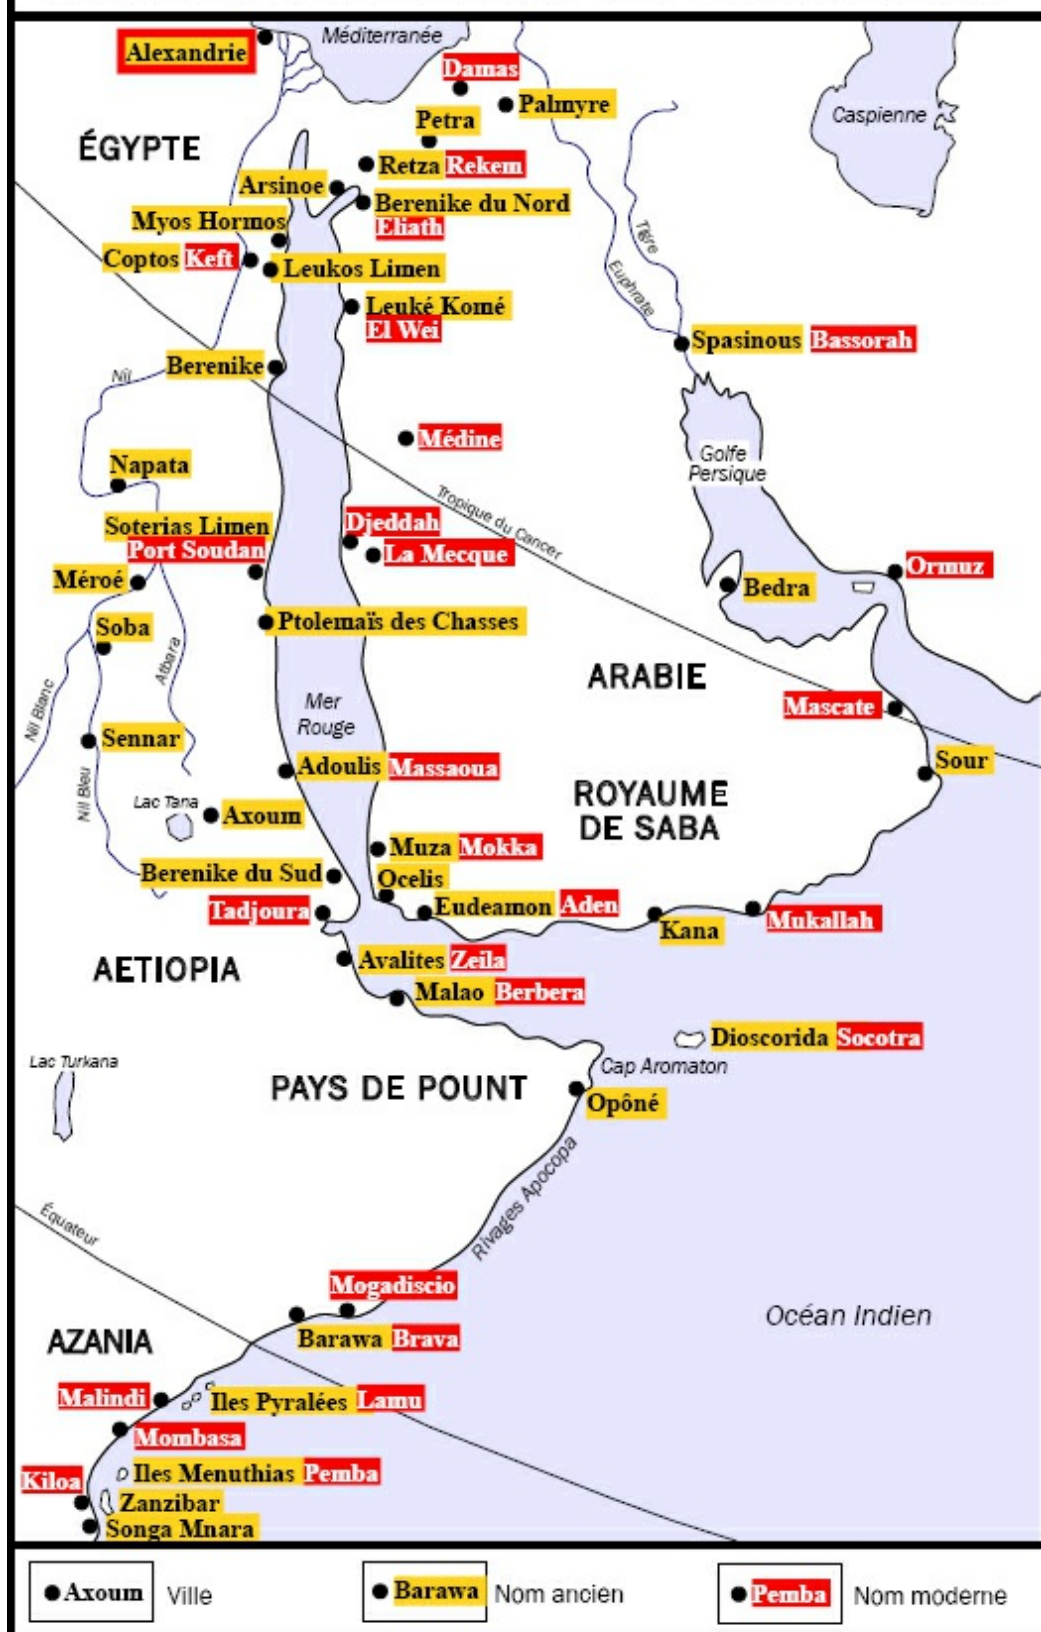 Méditerranée
Alexandrie
Damas
Palmyre
Caspienne
Petra
ÉGYPTE
Retza Rekem
Arsinoe
Berenike du Nord
Eliath
Myos Hormos
Tigre
Coptos Keft
Leukos Limen
Euphrate
Leuké Komé
El Wei
Spasinous Bassorah
Berenike
Nil
Médine
Golfe
Persique
Napata
Tropique du Cancer
Soterias Limen
Port Soudan
Djeddah
La Mecque
Ormuz
Méroé
Bedra
Soba
Ptolemaïs des Chasses
Atbara
ARABIE
Nil Blanc
Mer
Rouge
Mascate
Sennar
Sour
Adoulis Massaoua
Nil Bleu
Lac Tana
ROYAUME
DE SABA
Axoum
Muza Mokka
Berenike du Sud
Ocelis
Tadjoura
Eudeamon Aden
Mukallah
Kana
AETIOPIA
Avalites Zeila
Malao Berbera
Dioscorida Socotra
Lac Turkana
Cap Aromaton
PAYS DE POUNT
Opôné
Rivages Apocopa
Équateur
Mogadiscio
Océan Indien
Barawa Brava
AZANIA
Malindi
Iles Pyralées Lamu
Mombasa
Iles Menuthias Pemba
Kiloa
Zanzibar
Songa Mnara
Axoum Ville
Barawa Nom ancien
Pemba Nom moderne